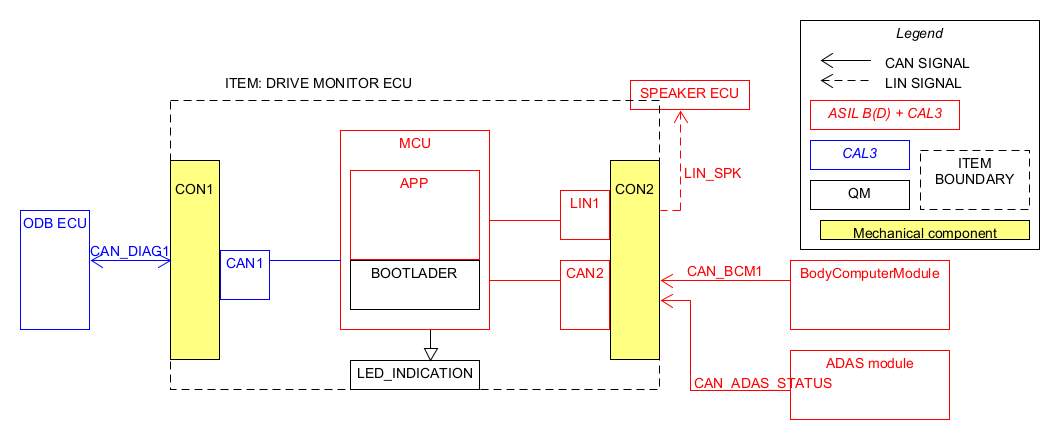 Legend
CAN SIGNAL
LIN SIGNAL
ASIL B(D) + CAL3
CAL3
QM
ITEM
BOUNDARY
Mechanical component
ITEM: DRIVE MONITOR ECU
SPEAKER ECU
MCU
APP
BOOTLADER
LED_INDICATION
CON1
CON2
ODB ECU
CAN_DIAG1
CAN1
LIN1
CAN2
LIN_SPK
CAN_BCM1
BodyComputerModule
ADAS module
CAN_ADAS_STATUS